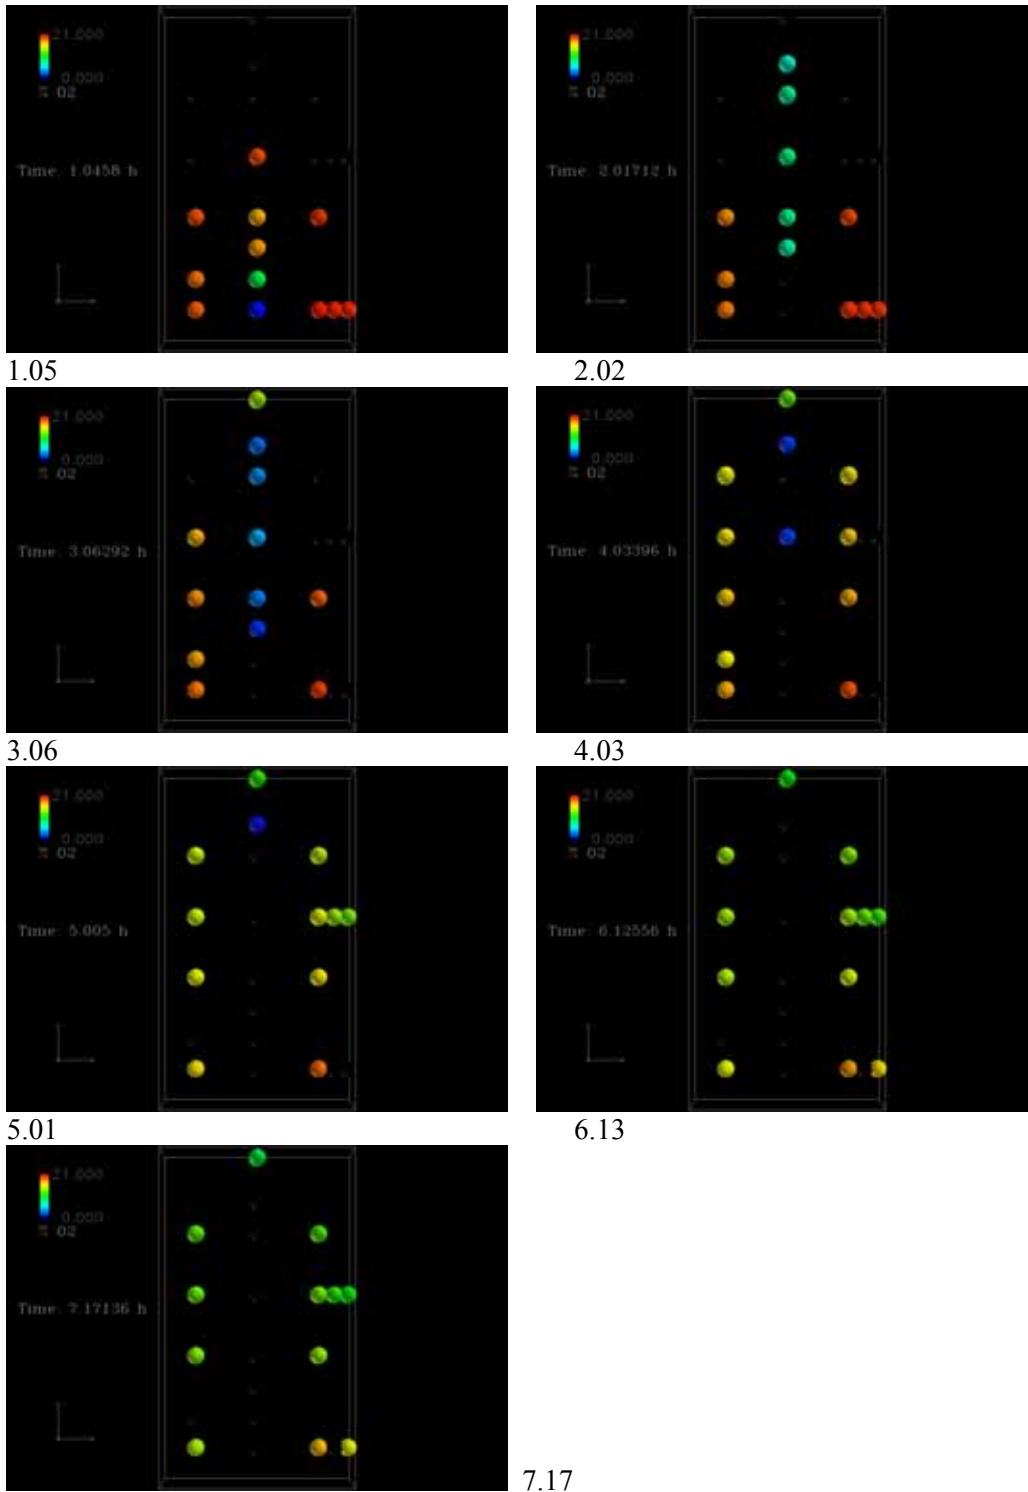 21.000
0.000
% O2
Time: 1.0458 h
1.05
21.000
0.000
% O2
Time: 2.01712 h
2.02
21.000
0.000
% O2
Time: 3.06292 h
3.06
21.000
0.000
% O2
Time: 4.03396 h
4.03
21.000
0.000
% O2
Time: 5.005 h
5.01
21.000
0.000
% O2
Time: 6.12556 h
6.13
21.000
0.000
% O2
Time: 7.17136 h
7.17